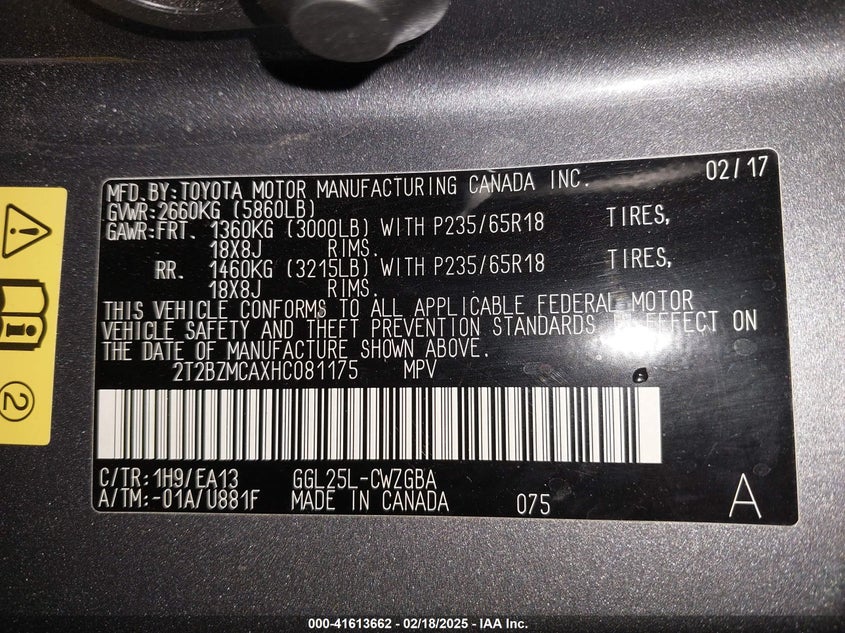 MFD.BY:TOYOTA MOTOR MANUFACTURING CANADA INC. 02/17
GVWR:2660KG (5860LB)
GAWR:FRT. 1360KG (3000LB) WITH P235/65R18 TIRES,
18X8J RIMS.
RR. 1460KG (3215LB) WITH P235/65R18 TIRES,
18X8J RIMS.
THIS VEHICLE CONFORMS TO ALL APPLICABLE FEDERAL MOTOR
VEHICLE SAFETY AND THEFT PREVENTION STANDARDS IN EFFECT ON
THE DATE OF MANUFACTURE SHOWN ABOVE.
2T2BZMCAXHC081175 MPV
C/TR:1H9/EA13 GGL25L-CWZGBA
A/TM:-01A/U881F MADE IN CANADA 075 A
2
000-41613662 - 02/18/2025 - IAA Inc.